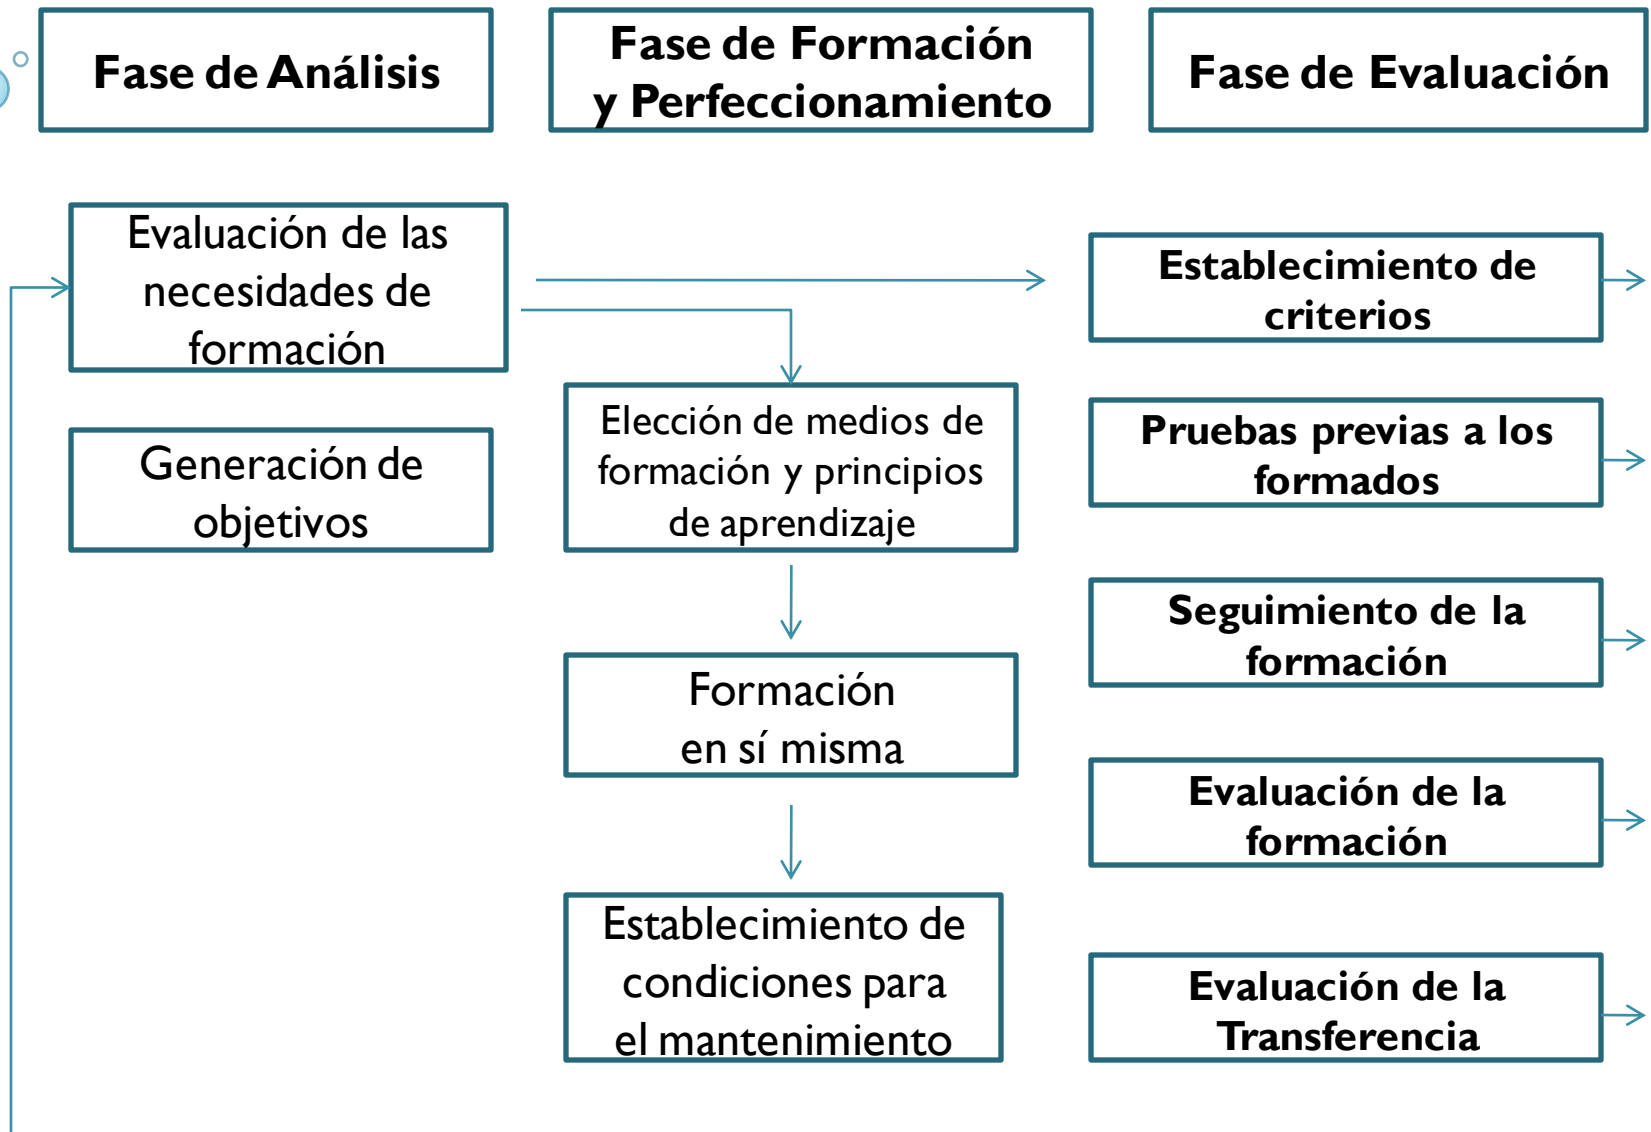 Fase de Análisis
Fase de Formación
y Perfeccionamiento
Fase de Evaluación
Evaluación de las
necesidades de
formación
Generación de
objetivos
Elección de medios de
formación y principios
de aprendizaje
Formación
en sí misma
Establecimiento de
condiciones para
el mantenimiento
Establecimiento de
criterios
Pruebas previas a los
formados
Seguimiento de la
formación
Evaluación de la
formación
Evaluación de la
Transferencia